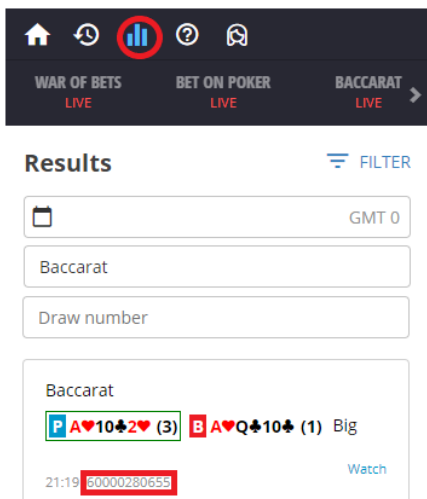 WAR OF BETS BET ON POKER BACCARAT
LIVE LIVE LIVE
Results FILTER
GMT 0
Baccarat
Draw number
Baccarat
P A♥10♣2♥ (3) B A♥Q♣10♣ (1) Big
Watch
21:19 60000280655